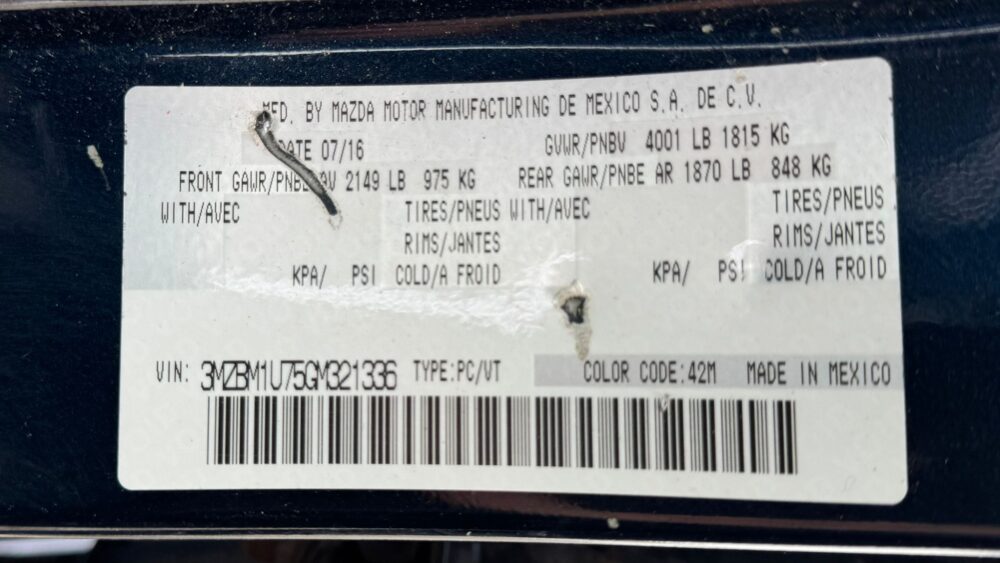 MFD. BY MAZDA MOTOR MANUFACTURING DE MEXICO S.A. DE C.V.
DATE 07/16 GVWR/PNBV 4001 LB 1815 KG
FRONT GAWR/PNBE AV 2149 LB 975 KG REAR GAWR/PNBE AR 1870 LB 848 KG
WITH/AVEC TIRES/PNEUS WITH/AVEC TIRES/PNEUS
RIMS/JANTES RIMS/JANTES
KPA/ PSI COLD/A FROID KPA/ PSI COLD/A FROID
VIN: 3MZBM1U75GM321336 TYPE:PC/VT COLOR CODE:42M MADE IN MEXICO